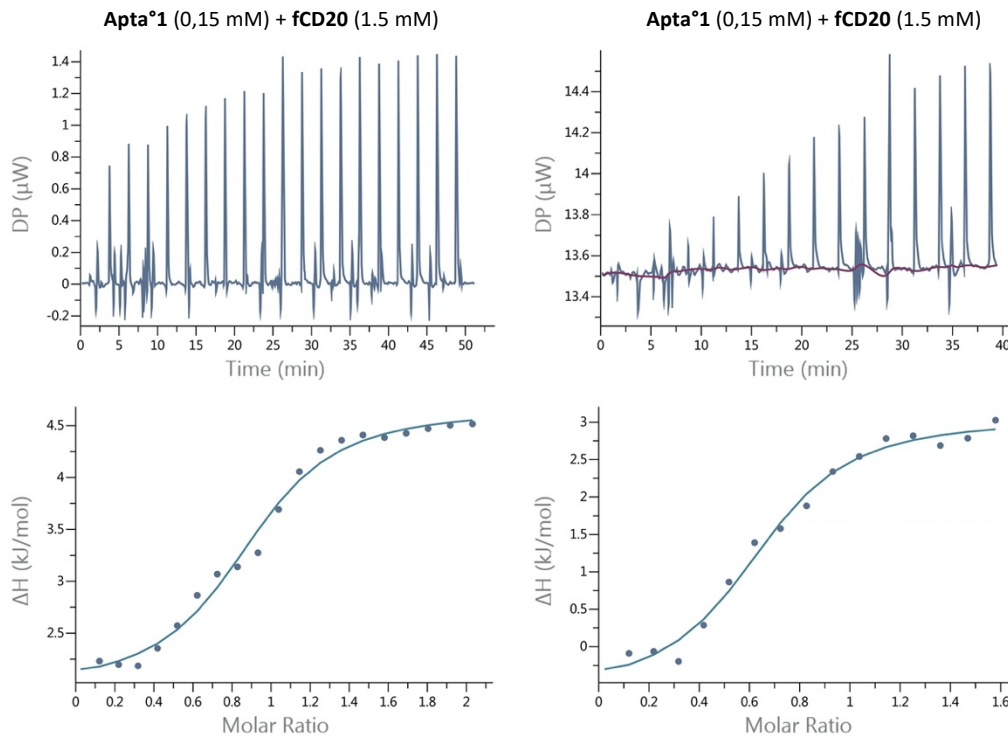 Apta°1 (0,15 mM) + fCD20 (1.5 mM)
Apta°1 (0,15 mM) + fCD20 (1.5 mM)
DP (µW)
1.4
1.2
1
0.8
0.6
0.4
0.2
0
-0.2
0 5 10 15 20 25 30 35 40 45 50
Time (min)
DP (µW)
14.4
14.2
14
13.8
13.6
13.4
0 5 10 15 20 25 30 35 40
Time (min)
ΔH (kJ/mol)
4.5
4
3.5
3
2.5
0 0.2 0.4 0.6 0.8 1 1.2 1.4 1.6 1.8 2
Molar Ratio
ΔH (kJ/mol)
3
2.5
2
1.5
1
0.5
0
0 0.2 0.4 0.6 0.8 1 1.2 1.4 1.6
Molar Ratio